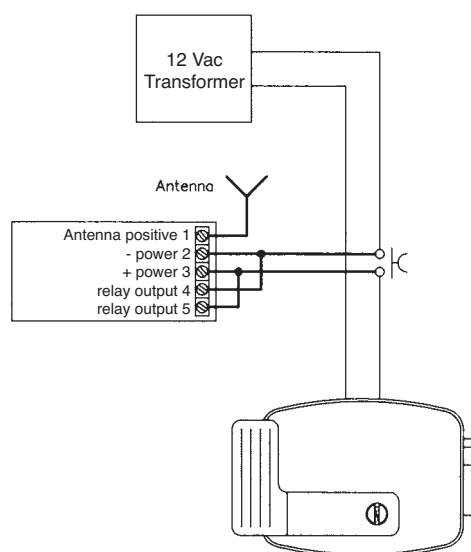 12 Vac
Transformer
Antenna
Antenna positive 1
- power 2
+ power 3
relay output 4
relay output 5